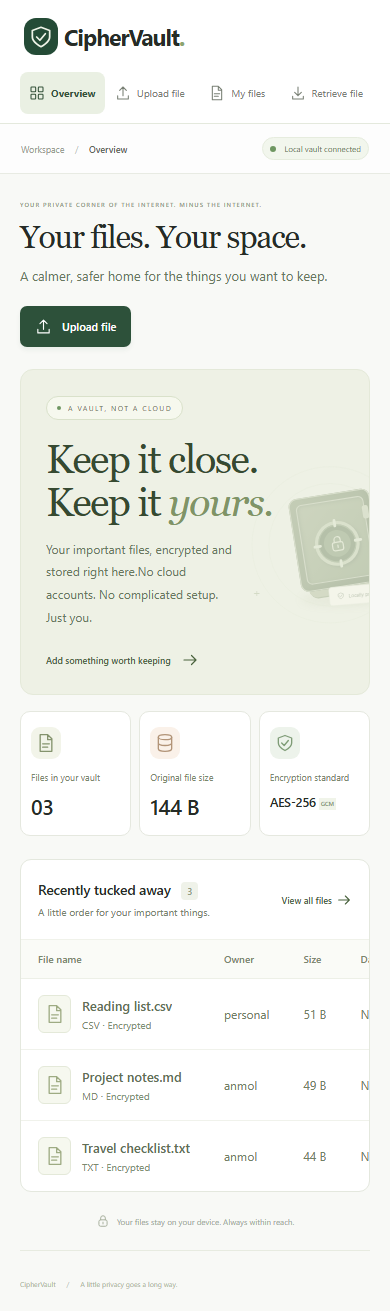 CipherVault.
Overview
Upload file
My files
Retrieve file
Workspace / Overview
Local vault connected
YOUR PRIVATE CORNER OF THE INTERNET. MINUS THE INTERNET.
Your files. Your space.
A calmer, safer home for the things you want to keep.
Upload file
A VAULT, NOT A CLOUD
Keep it close.
Keep it yours.
Your important files, encrypted and
stored right here.No cloud
accounts. No complicated setup.
Just you.
Add something worth keeping
Files in your vault
03
Original file size
144 B
Encryption standard
AES-256 GCM
Recently tucked away 3
A little order for your important things.
View all files
File name Owner Size
Reading list.csv
CSV · Encrypted
personal 51 B
Project notes.md
MD · Encrypted
anmol 49 B
Travel checklist.txt
TXT · Encrypted
anmol 44 B
Your files stay on your device. Always within reach.
CipherVault / A little privacy goes a long way.